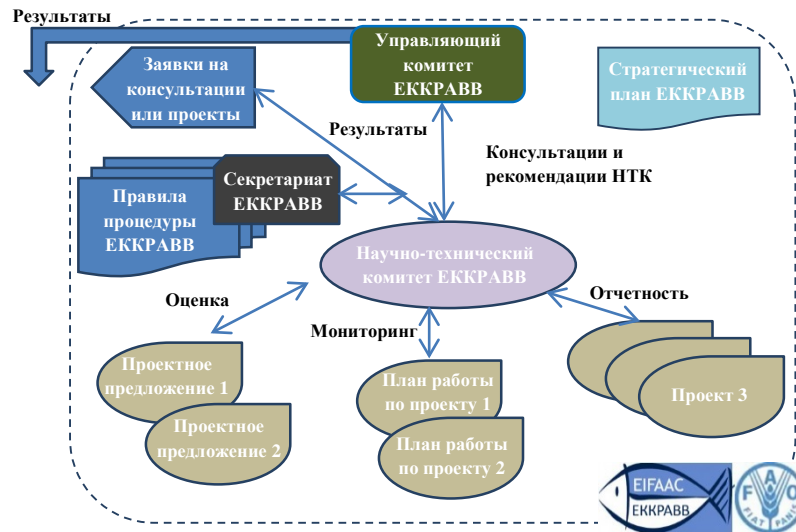 Результаты
Управляющий
комитет
ЕККРАВВ
Заявки на
консультации
или проекты
Стратегический
план ЕККРАВВ
Результаты
Консультации и
рекомендации НТК
Секретариат
ЕККРАВВ
Правила
процедуры
ЕККРАВВ
Научно-технический
комитет ЕККРАВВ
Оценка
Мониторинг
Отчетность
Проектное
предложение 1
Проектное
предложение 2
План работы
по проекту 1
План работы
по проекту 2
Проект 3
EIFAAC
ЕККРАВВ
F A O
FIAT PANIS